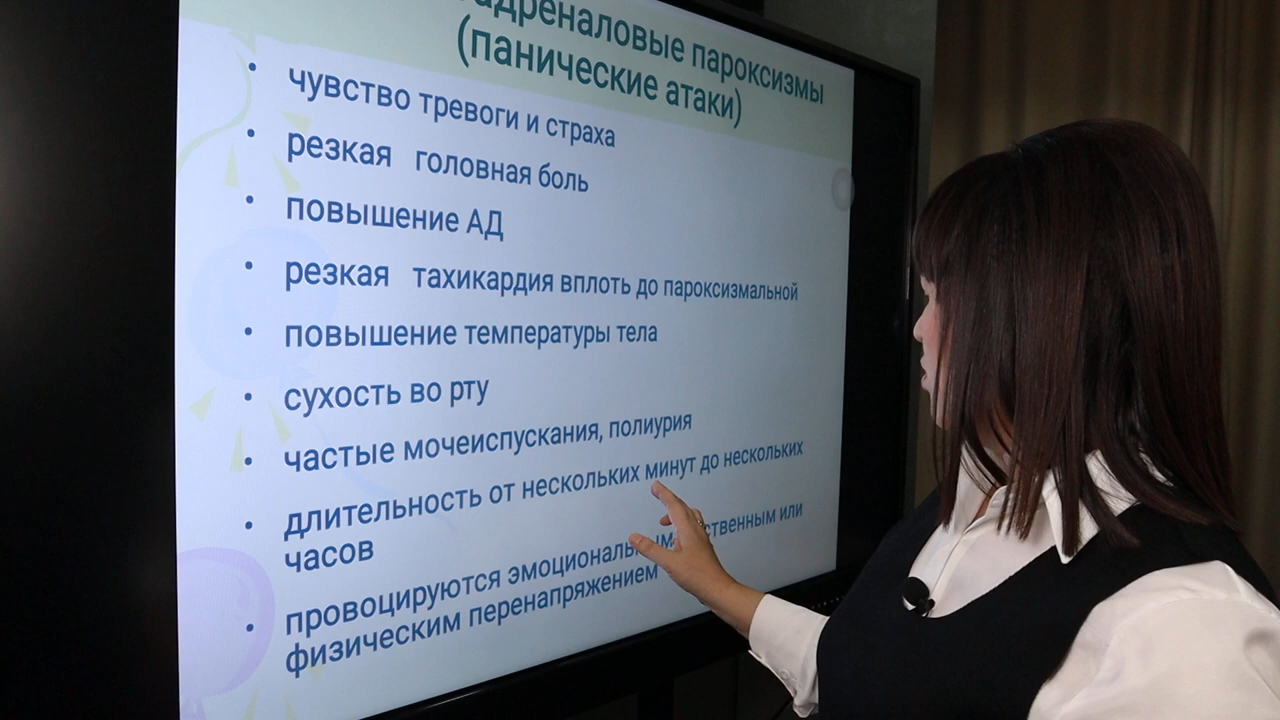 адреналовые пароксизмы
(панические атаки)
• чувство тревоги и страха
• резкая головная боль
• повышение АД
• резкая тахикардия вплоть до пароксизмальной
• повышение температуры тела
• сухость во рту
• частые мочеиспускания, полиурия
• длительность от нескольких минут до нескольких
часов
• провоцируются или
физическим перенапряжением